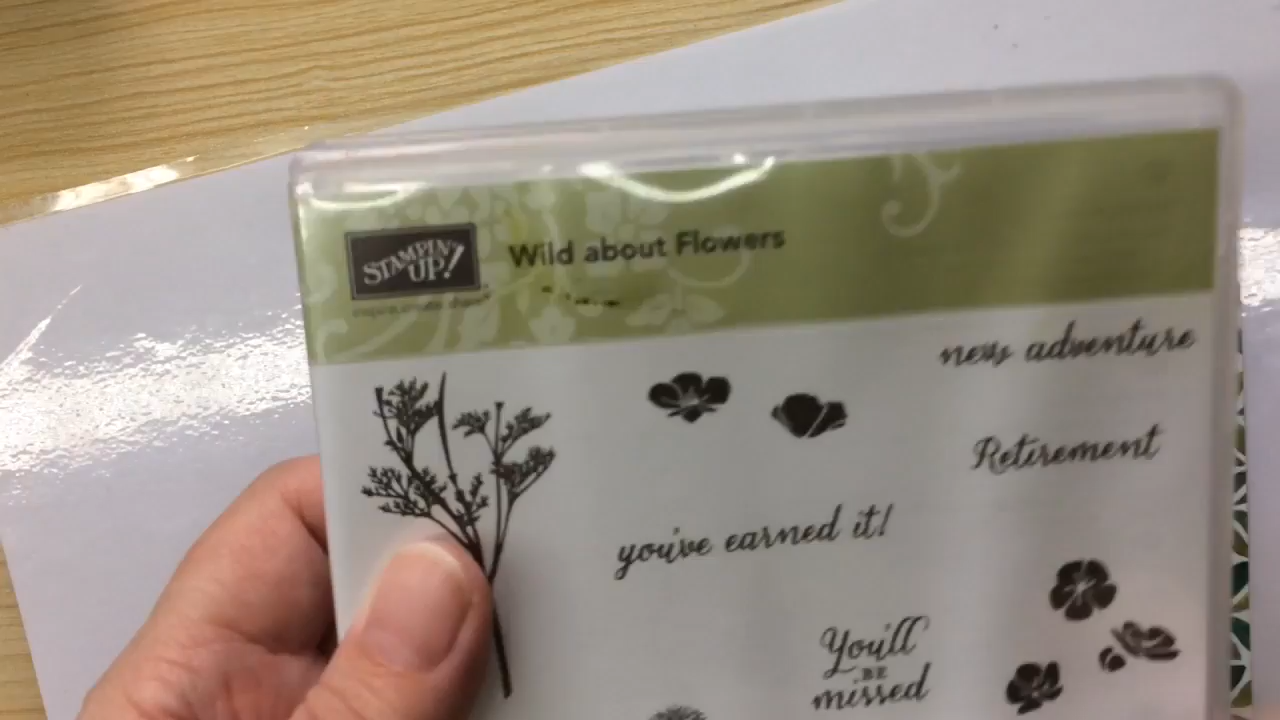 STAMPIN' UP!
Wild about Flowers
new adventure
Retirement
you've earned it!
You'll
BE
missed